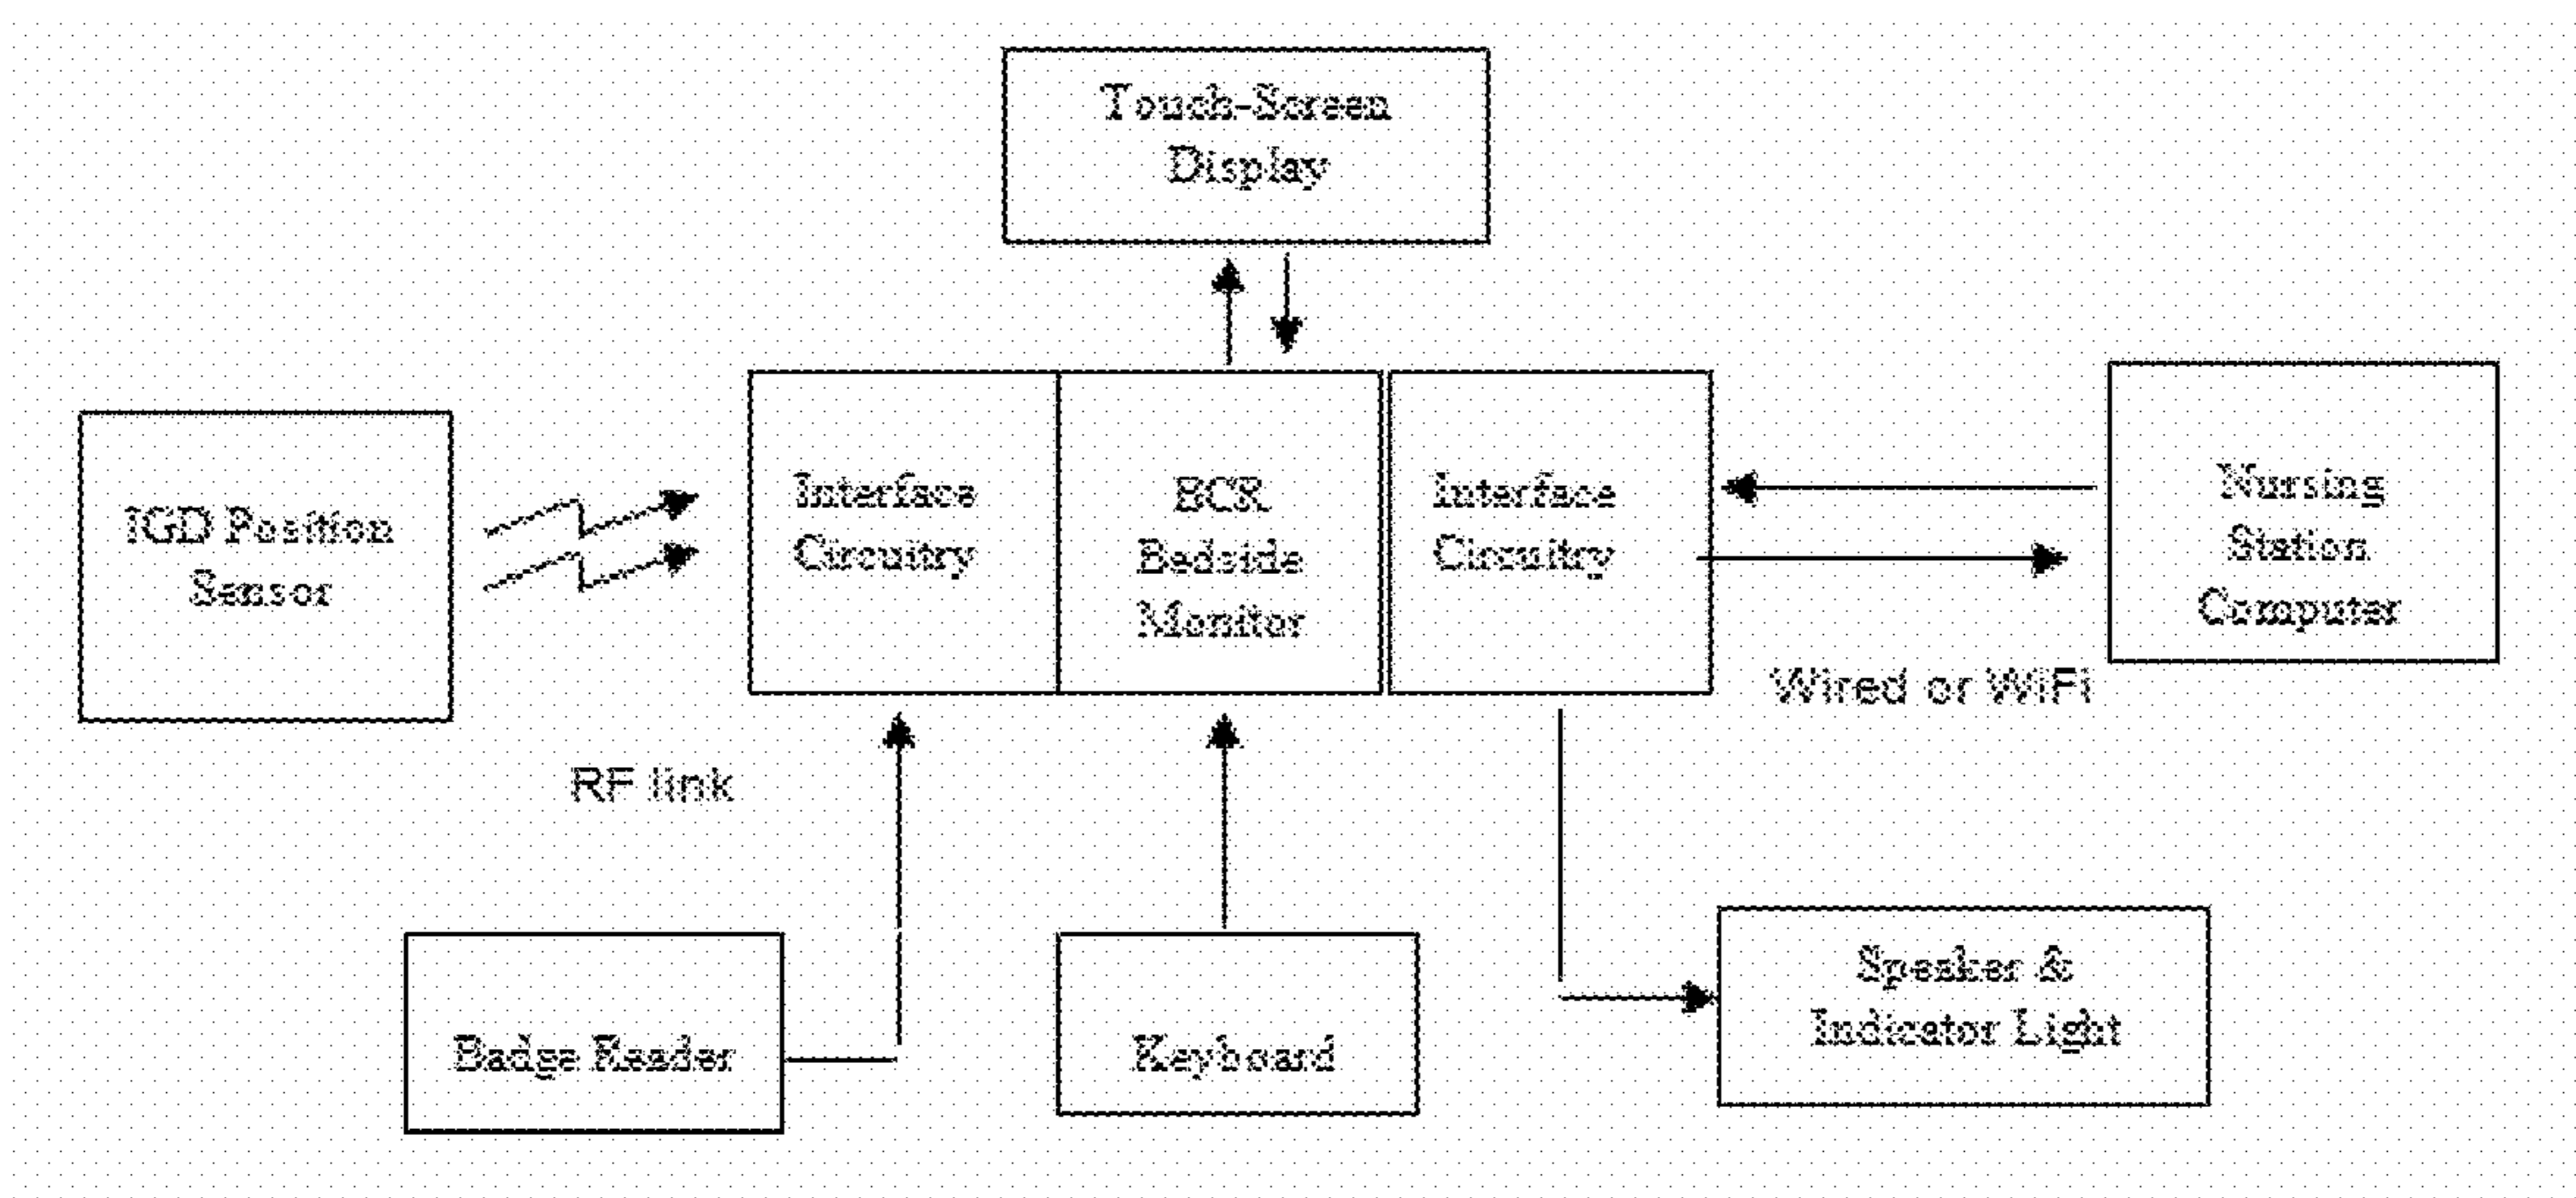 Touch-Screen
Display
IGD Position
Sensor
Interface
Circuitry
Bedside
Monitor
Interface
Circuitry
Nursing
Station
Computer
Wired or WiFi
RF link
Badge Reader
Keyboard
Speaker &
Indicator Light